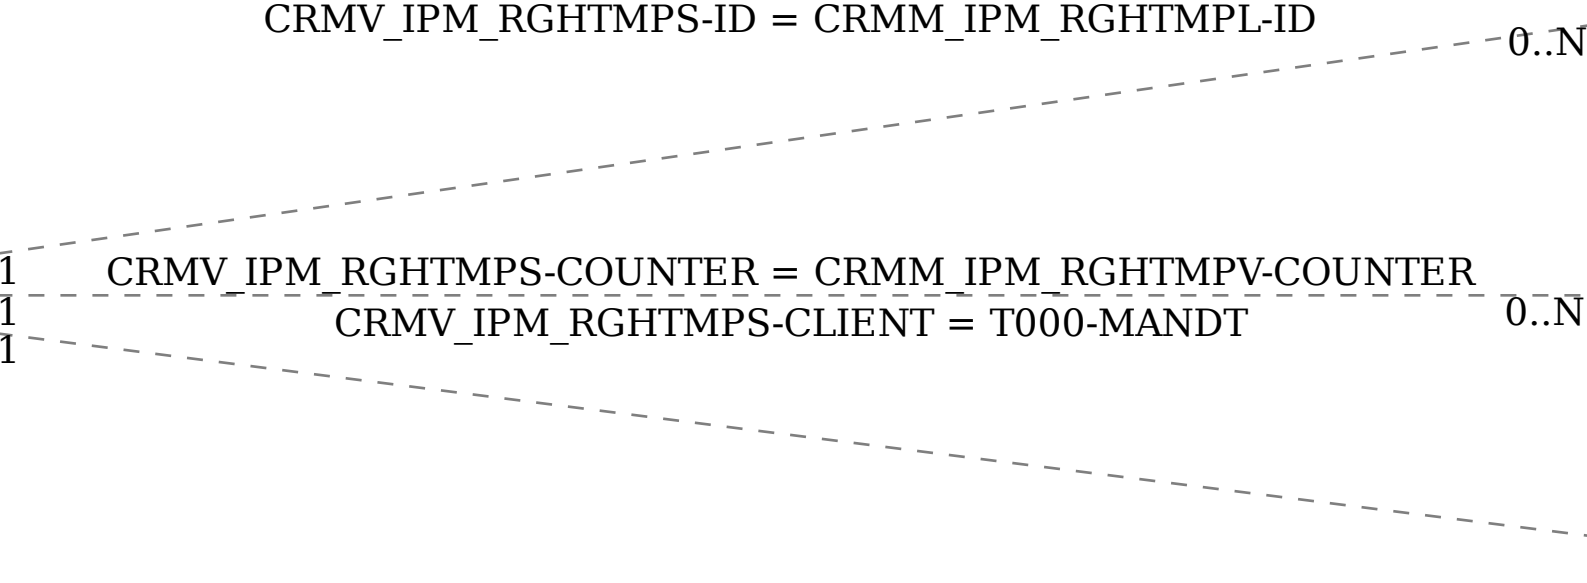 CRMV_IPM_RGHTMPS-ID = CRMM_IPM_RGHTMPL-ID
0..N
1
CRMV_IPM_RGHTMPS-COUNTER = CRMM_IPM_RGHTMPV-COUNTER
1
0..N
CRMV_IPM_RGHTMPS-CLIENT = T000-MANDT
1